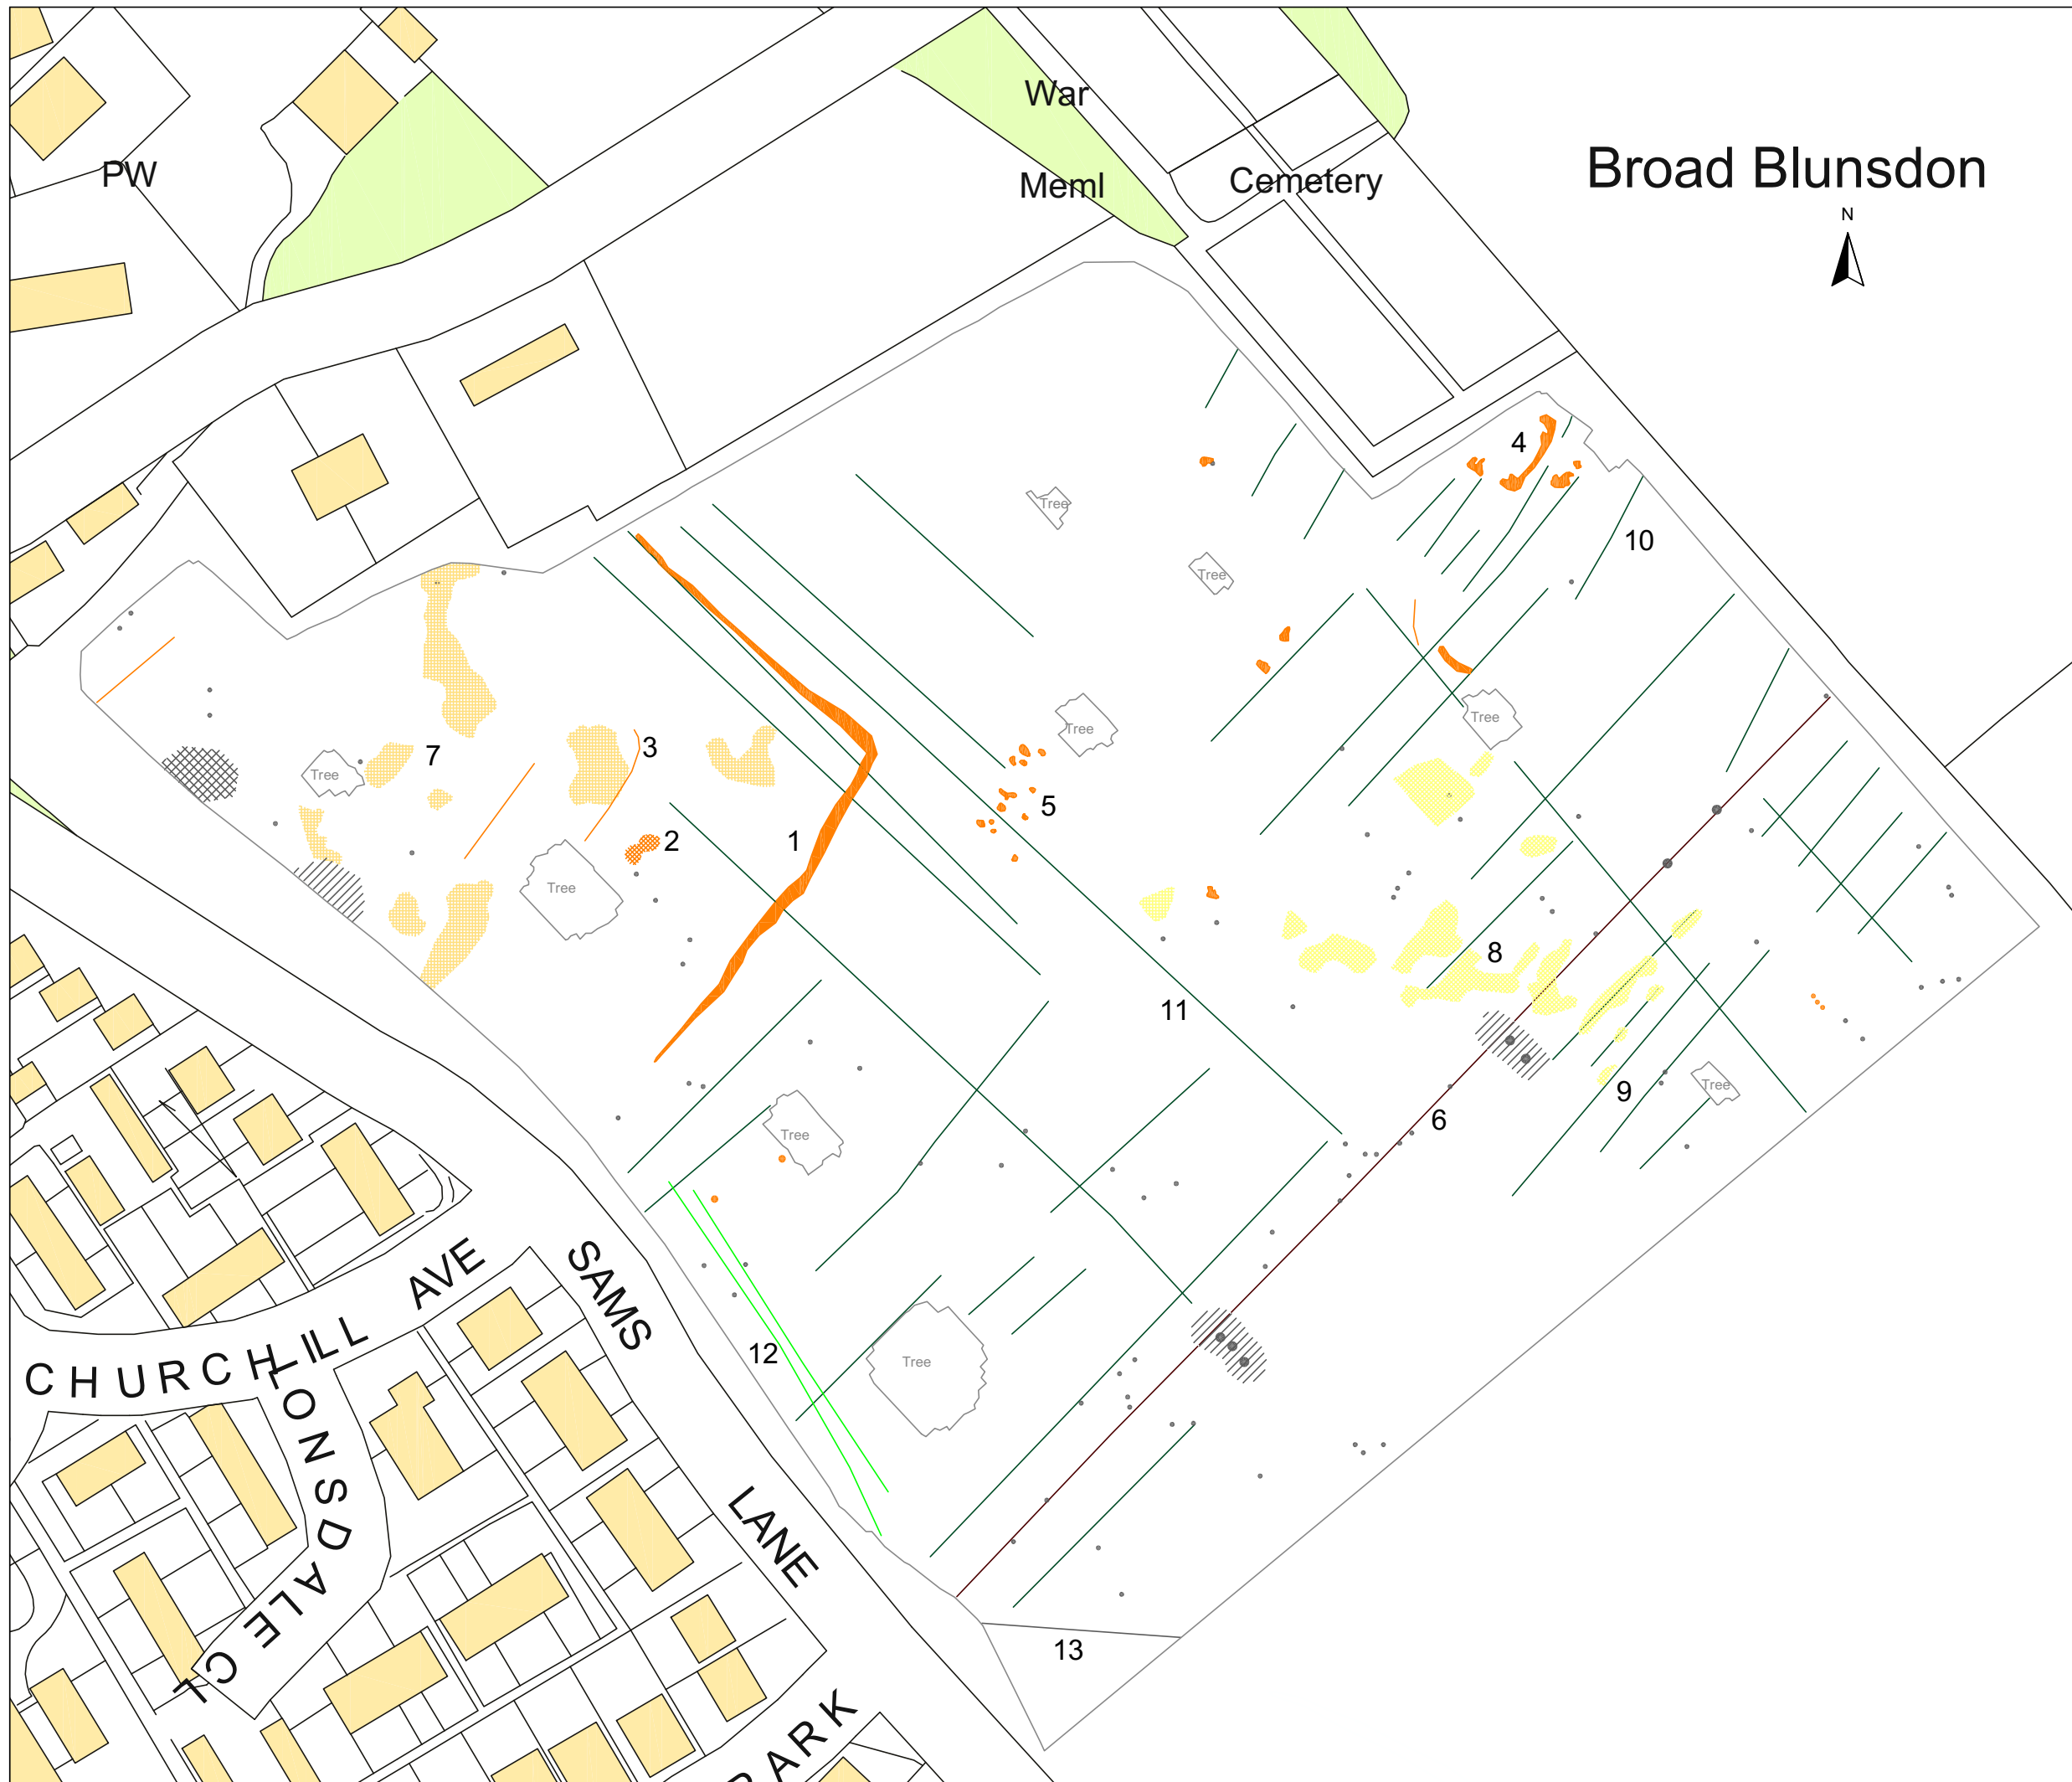 War
Broad Blunsdon
PW
Meml
Cemetery
N
4
Tree
10
Tree
Tree
Tree
3
7
Tree
5
2
1
Tree
8
11
9
Tree
6
Tree
12
Tree
13
CHURCHILL AVE
SAMS
LANE
LONSDALE CL
PARK